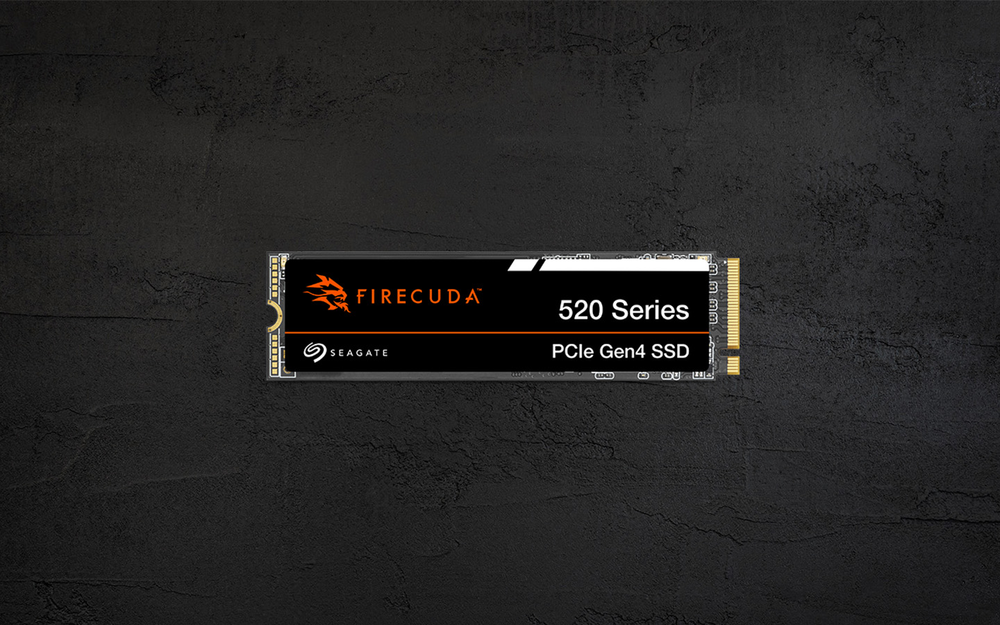 FIRECUDA™
520 Series
SEAGATE
PCIe Gen4 SSD